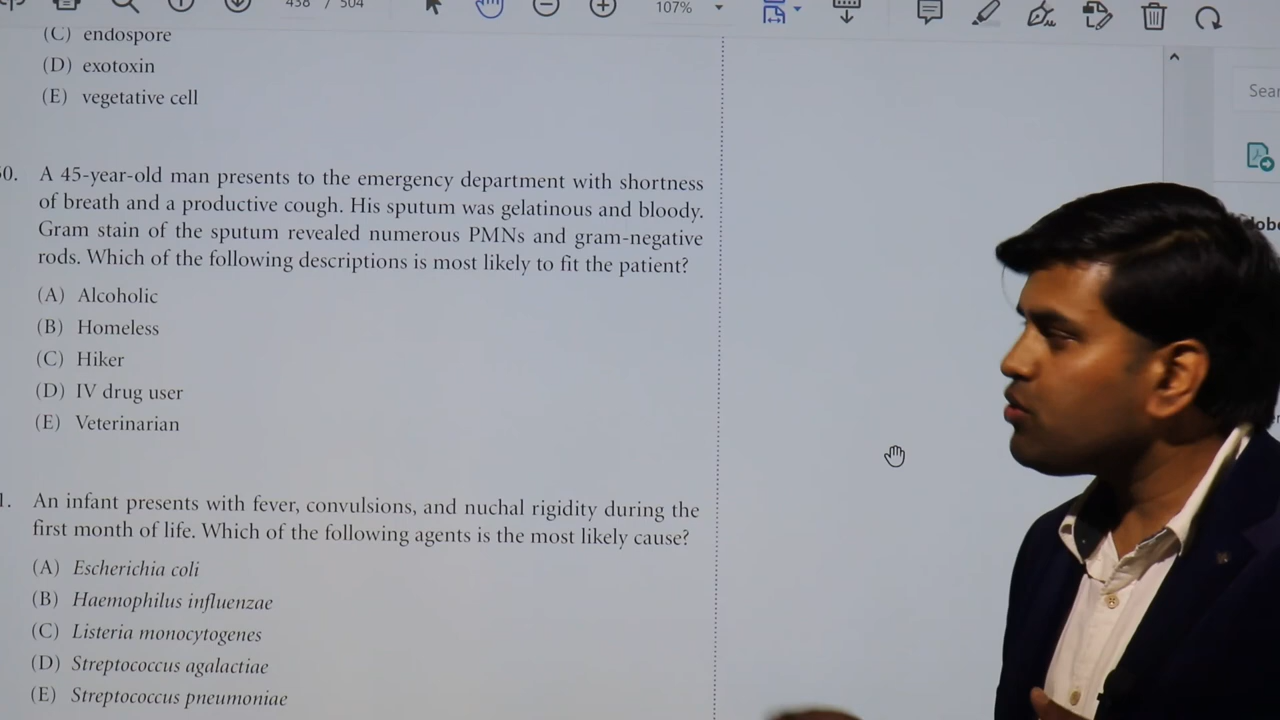 438 / 504
107%
(C) endospore
(D) exotoxin
(E) vegetative cell
A 45-year-old man presents to the emergency department with shortness
of breath and a productive cough. His sputum was gelatinous and bloody.
Gram stain of the sputum revealed numerous PMNs and gram-negative
rods. Which of the following descriptions is most likely to fit the patient?
(A) Alcoholic
(B) Homeless
(C) Hiker
(D) IV drug user
(E) Veterinarian
An infant presents with fever, convulsions, and nuchal rigidity during the
first month of life. Which of the following agents is the most likely cause?
(A) Escherichia coli
(B) Haemophilus influenzae
(C) Listeria monocytogenes
(D) Streptococcus agalactiae
(E) Streptococcus pneumoniae